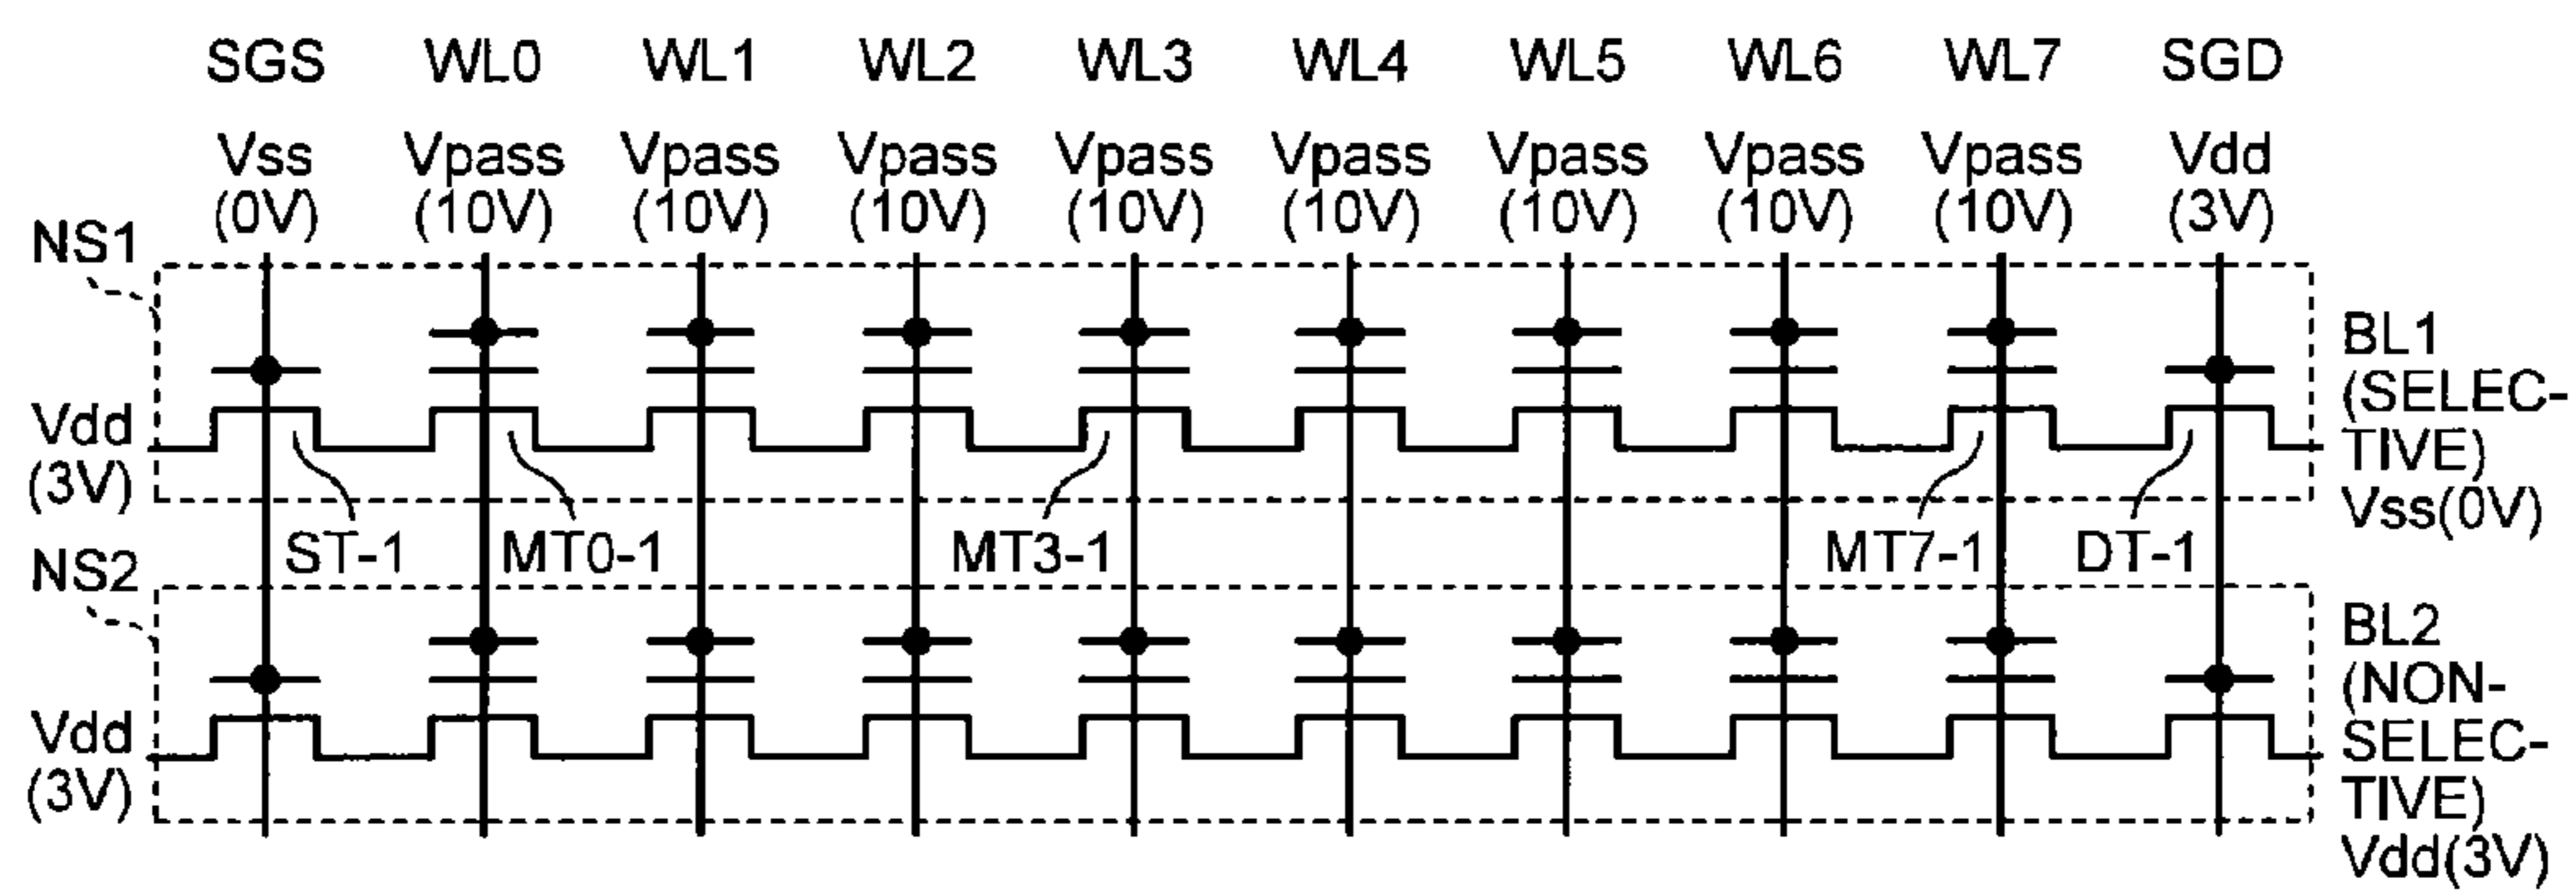 SGS WL0 WL1 WL2 WL3 WL4 WL5 WL6 WL7 SGD
Vss Vpass Vpass Vpass Vpass Vpass Vpass Vpass Vpass Vdd
(0V) (10V) (10V) (10V) (10V) (10V) (10V) (10V) (10V) (3V)
NS1
BL1
(SELEC-
TIVE)
Vss(0V)
Vdd
(3V)
ST-1 MT0-1 MT3-1 MT7-1 DT-1
NS2
BL2
(NON-
SELEC-
TIVE)
Vdd(3V)
Vdd
(3V)